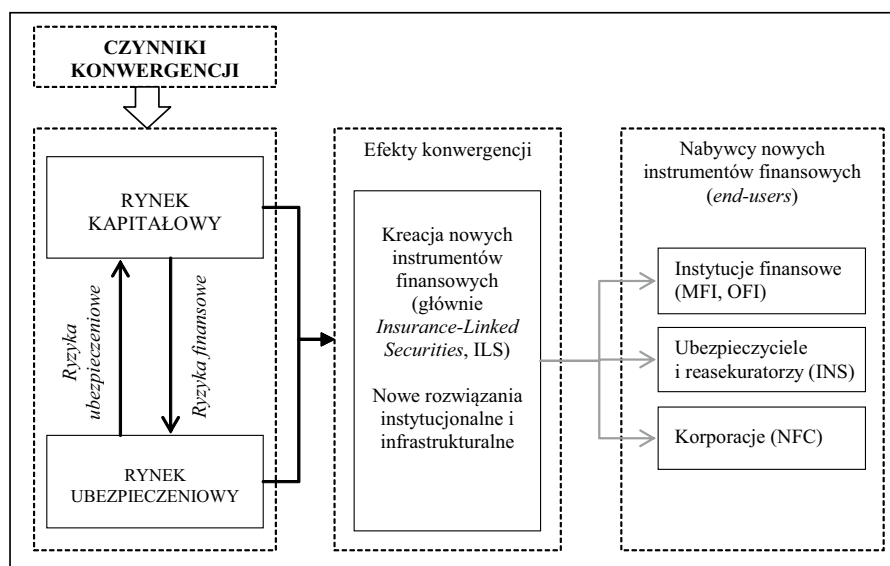 CZYNNIKI
KONWERGENCJI
RYNEK
KAPITAŁOWY
Ryzyka
ubezpieczeniowe
Ryzyka finansowe
RYNEK
UBEZPIECZENIOWY
Efekty konwergencji
Kreacja nowych
instrumentów
finansowych
(głównie
Insurance-Linked
Securities, ILS)
Nowe rozwiązania
instytucjonalne i
infrastrukturalne
Nabywcy nowych
instrumentów finansowych
(end-users)
Instytucje finansowe
(MFI, OFI)
Ubezpieczyciele
i reasekuratorzy (INS)
Korporacje (NFC)